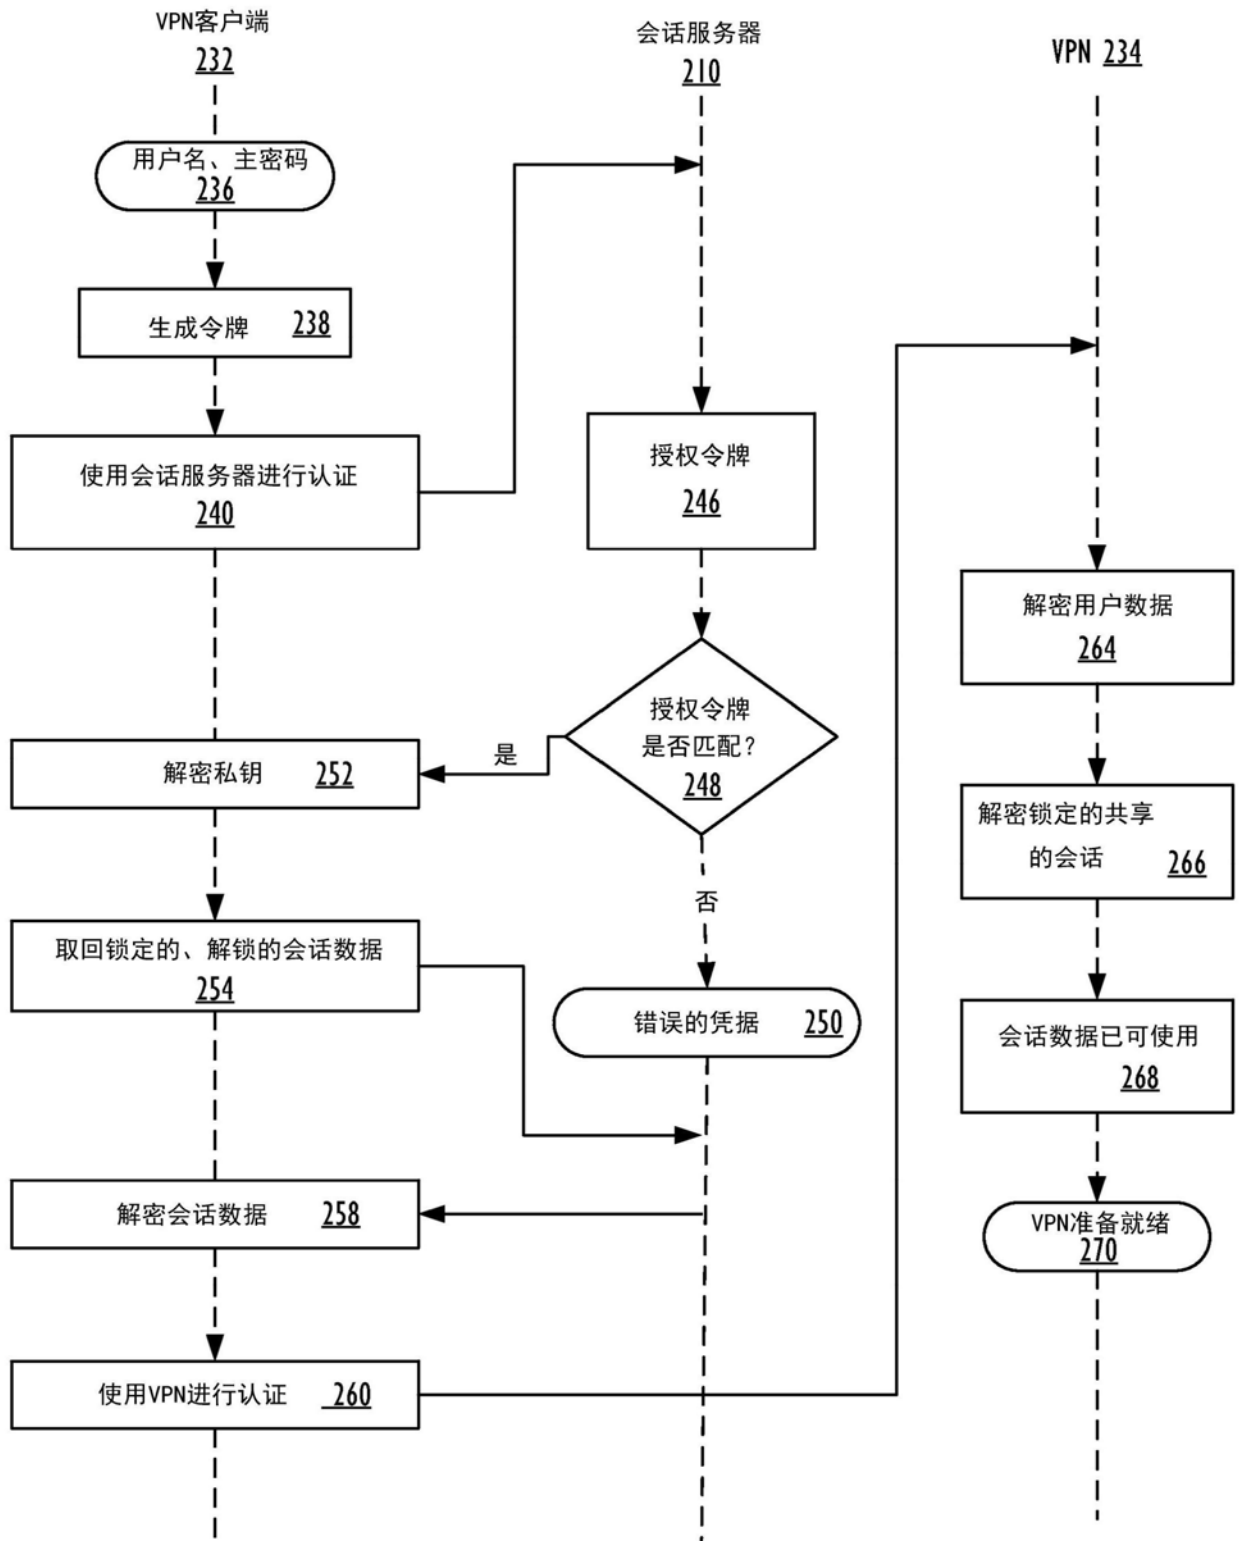 VPN客户端
232
会话服务器
210
VPN 234
用户名、主密码
236
生成令牌 238
使用会话服务器进行认证
240
授权令牌
246
解密用户数据
264
授权令牌
是否匹配?
248
是
解密私钥 252
否
解密锁定的共享
的会话 266
取回锁定的、解锁的会话数据
254
错误的凭据 250
会话数据已可使用
268
解密会话数据 258
VPN准备就绪
270
使用VPN进行认证 260